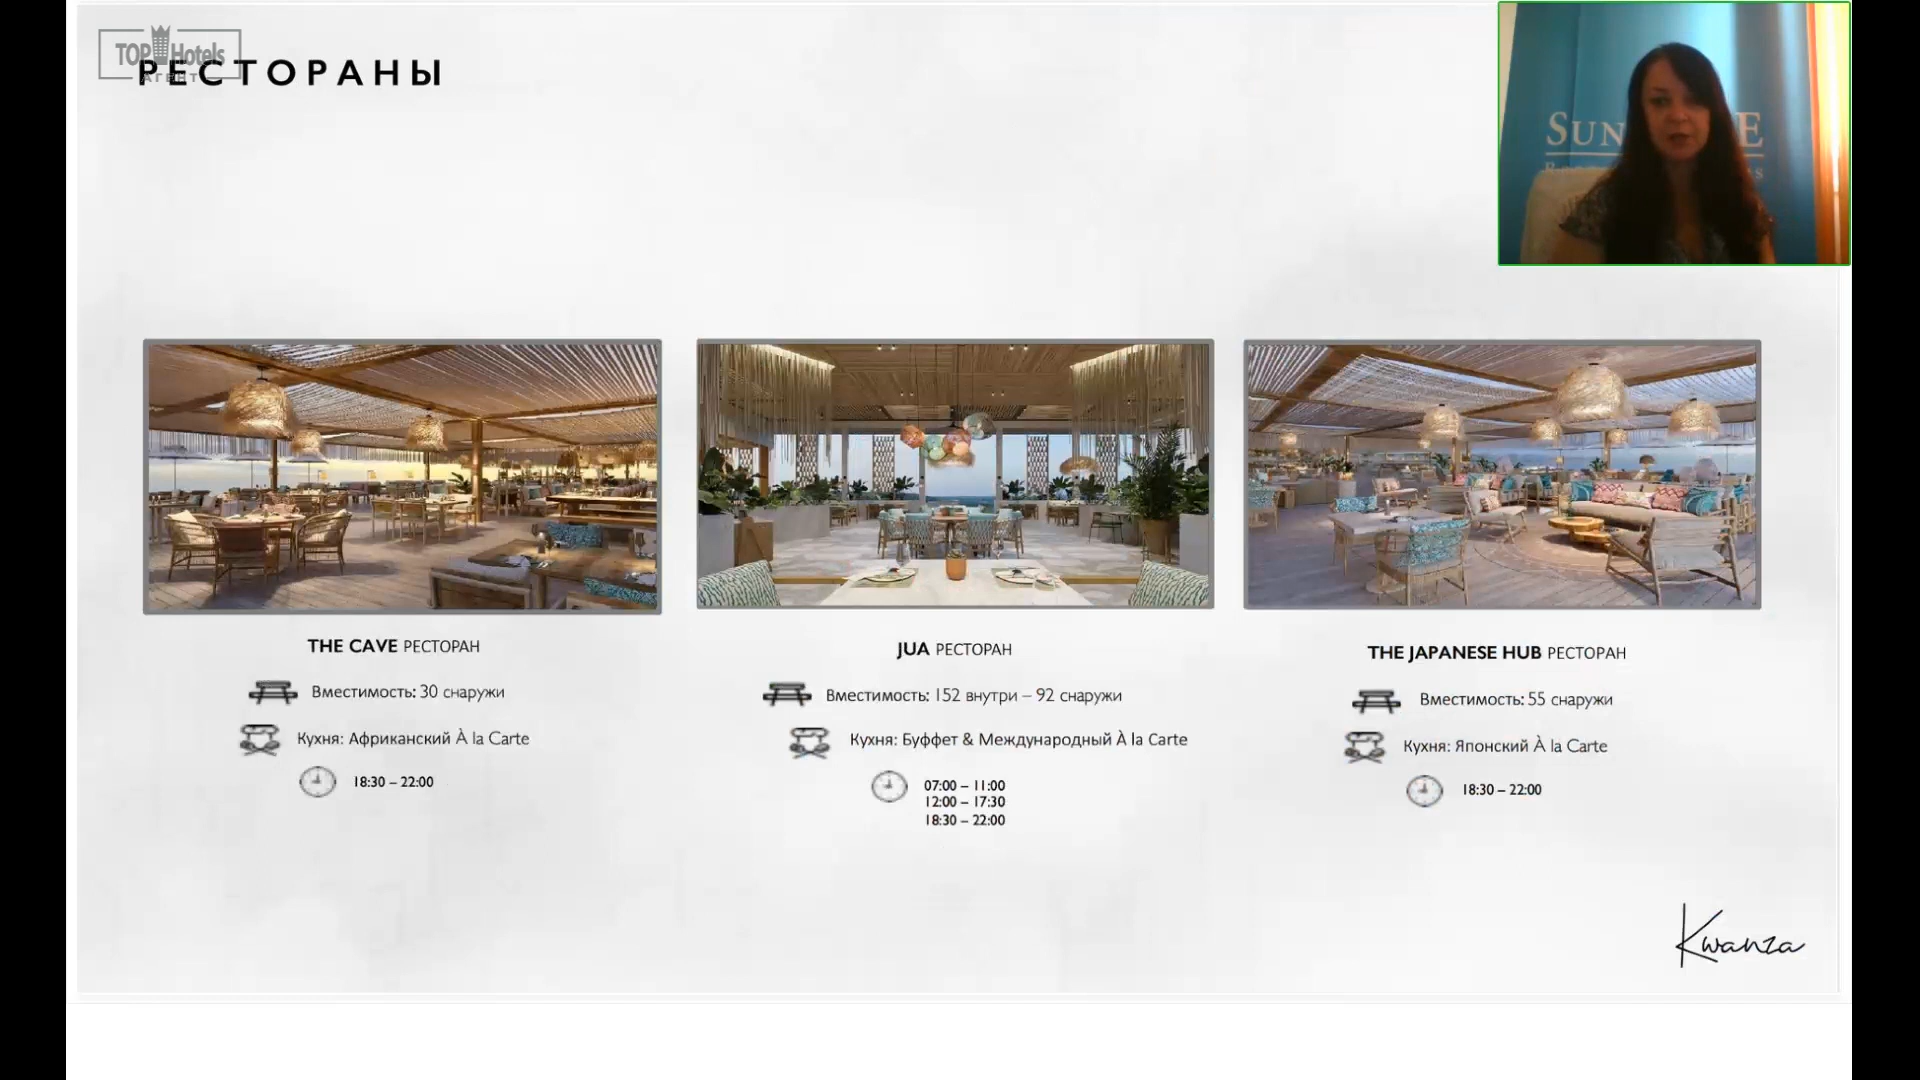 TOP Hotels
АГЕНТ
РЕСТОРАНЫ
SUN E
THE CAVE РЕСТОРАН
Вместимость: 30 снаружи
Кухня: Африканский À la Carte
18:30 – 22:00
JUA РЕСТОРАН
Вместимость: 152 внутри – 92 снаружи
Кухня: Буффет & Международный À la Carte
07:00 – 11:00
12:00 – 17:30
18:30 – 22:00
THE JAPANESE HUB РЕСТОРАН
Вместимость: 55 снаружи
Кухня: Японский À la Carte
18:30 – 22:00
Kwanza